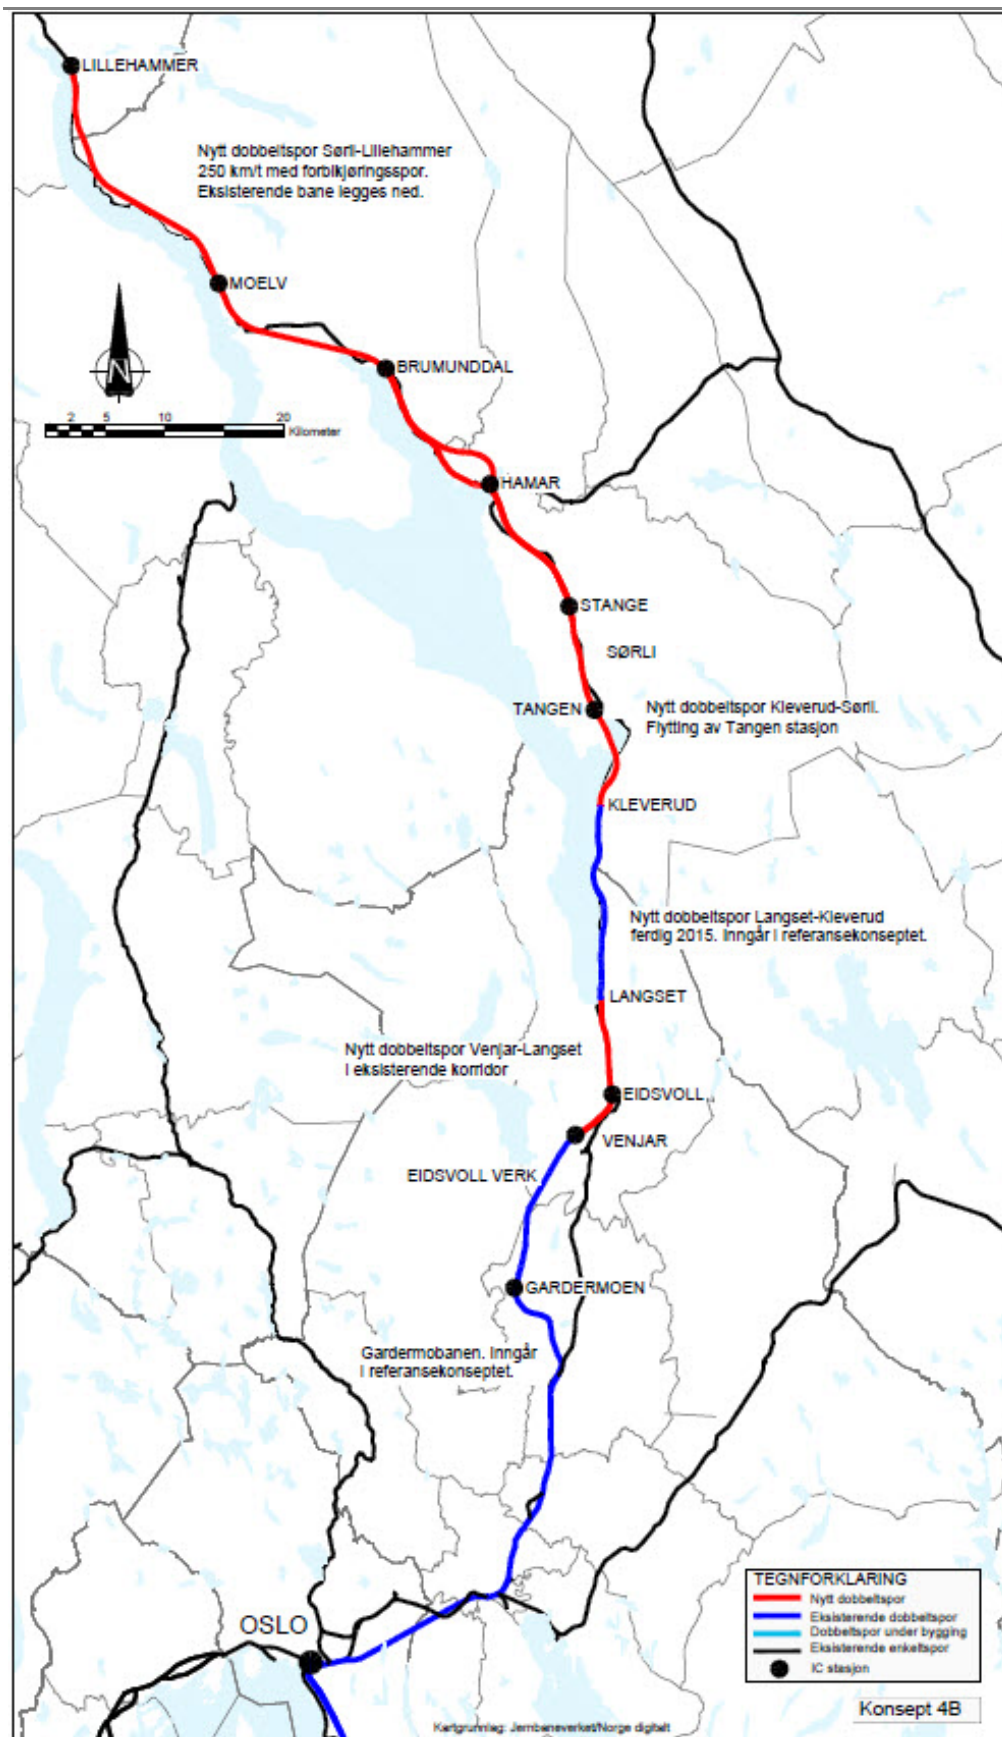 LILLEHAMMER
Nytt dobbeltspor Sørli-Lillehammer
250 km/t med forbikjøringsspor.
Eksisterende bane legges ned.
MOELV
N
BRUMUNDDAL
2 5 10 20
Kilometer
HAMAR
STANGE
SØRLI
TANGEN
Nytt dobbeltspor Kleverud-Sørli.
Flytting av Tangen stasjon
KLEVERUD
Nytt dobbeltspor Langset-Kleverud
ferdig 2015. Inngår i referansekonseptet.
LANGSET
Nytt dobbeltspor Venjar-Langset
i eksisterende korridor
EIDSVOLL
VENJAR
EIDSVOLL VERK
GARDERMOEN
Gardermobanen. Inngår
i referansekonseptet.
OSLO
TEGNFORKLARING
Nytt dobbeltspor
Eksisterende dobbeltspor
Dobbeltspor under bygging
Eksisterende enkeltspor
IC stasjon
Konsept 4B
Kartgrunnlag: Jernbaneverket/Norge digitalt